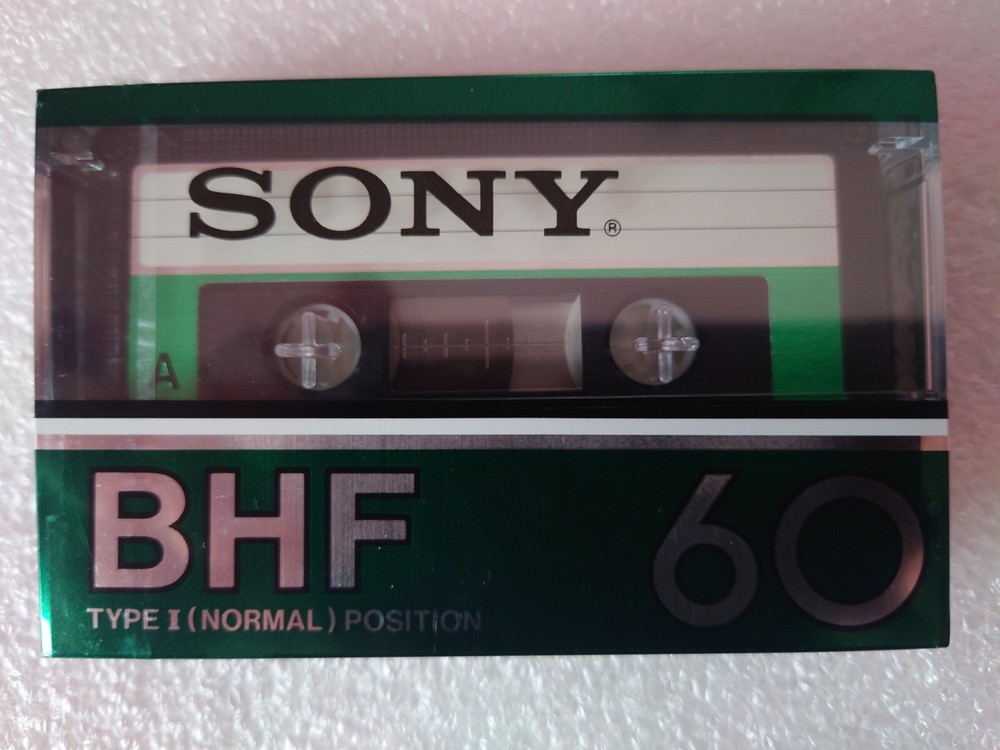 SONY®
A
BHF 60
TYPE I (NORMAL) POSITION